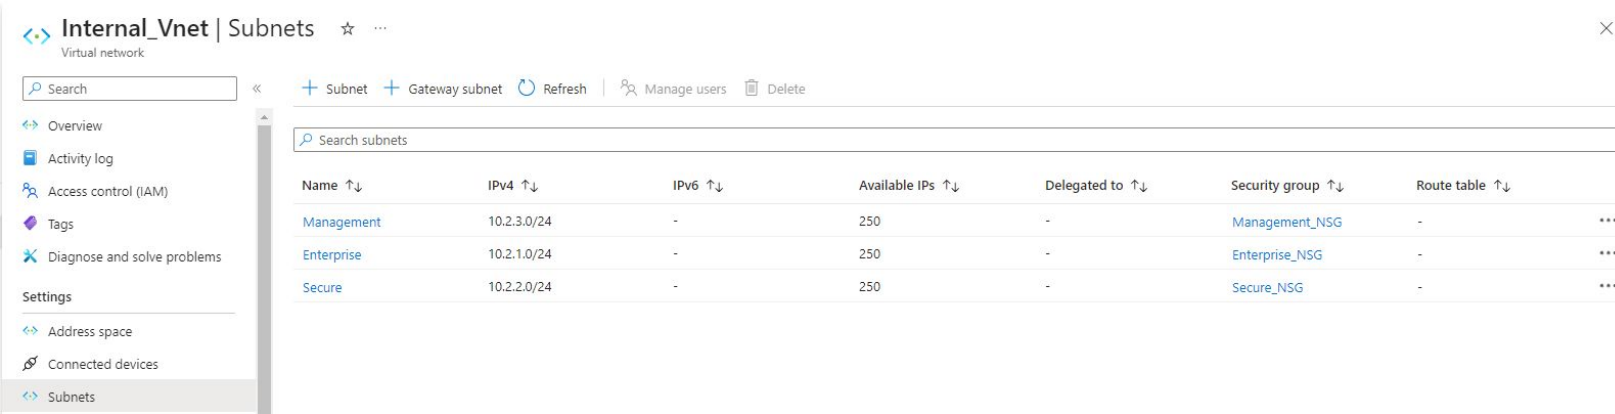 Internal_Vnet | Subnets ☆ ...
Virtual network
Search
«
+ Subnet + Gateway subnet Refresh Manage users Delete
Overview
Search subnets
Activity log
Name ↑↓ IPv4 ↑↓ IPv6 ↑↓ Available IPs ↑↓ Delegated to ↑↓ Security group ↑↓ Route table ↑↓
Access control (IAM)
Management 10.2.3.0/24 - 250 - Management_NSG - ...
Tags
Enterprise 10.2.1.0/24 - 250 - Enterprise_NSG - ...
Diagnose and solve problems
Secure 10.2.2.0/24 - 250 - Secure_NSG - ...
Settings
Address space
Connected devices
Subnets